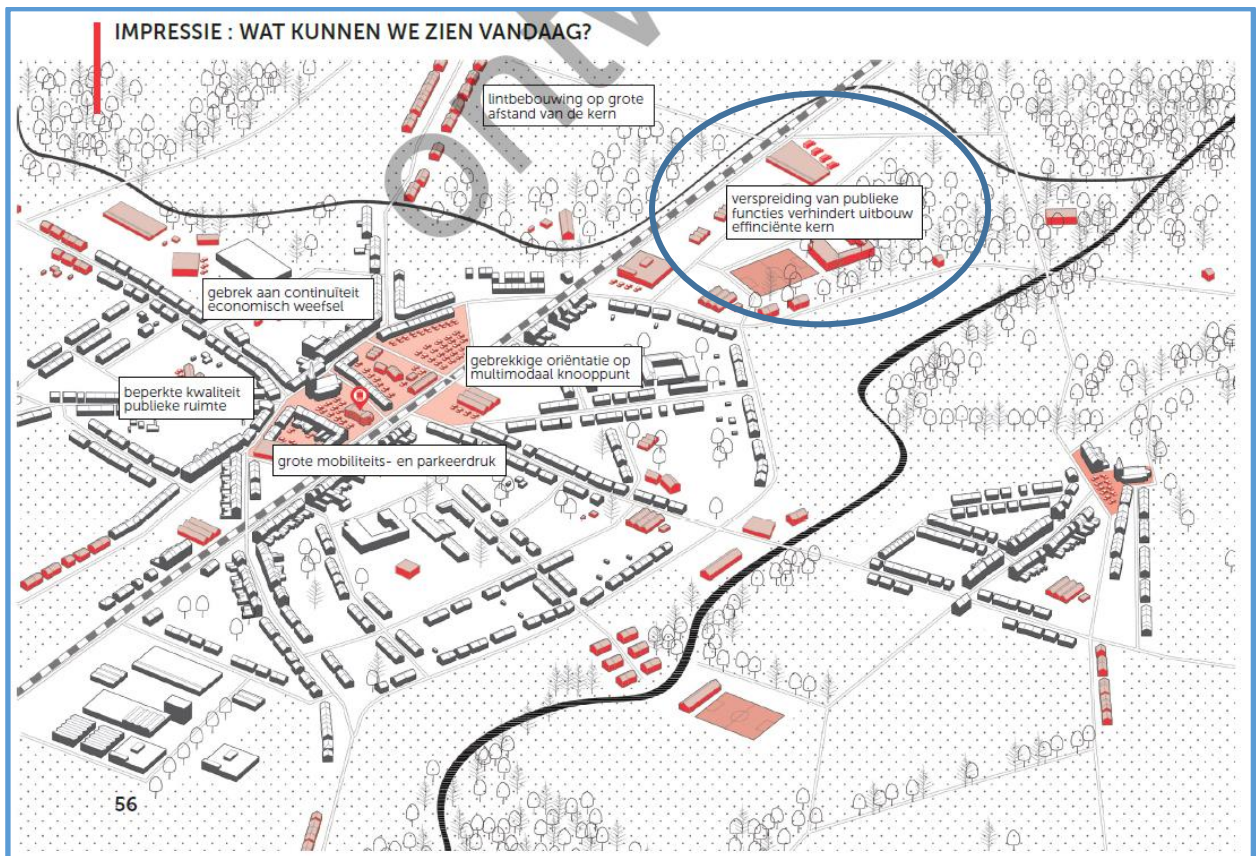 IMPRESSIE : WAT KUNNEN WE ZIEN VANDAAG?
lintbebouwing op grote
afstand van de kern
verspreiding van publieke
functies verhindert uitbouw
effinciënte kern
gebrek aan continuïteit
economisch weefsel
gebrekkige oriëntatie op
multimodaal knooppunt
beperkte kwaliteit
publieke ruimte
grote mobiliteits- en parkeerdruk
56